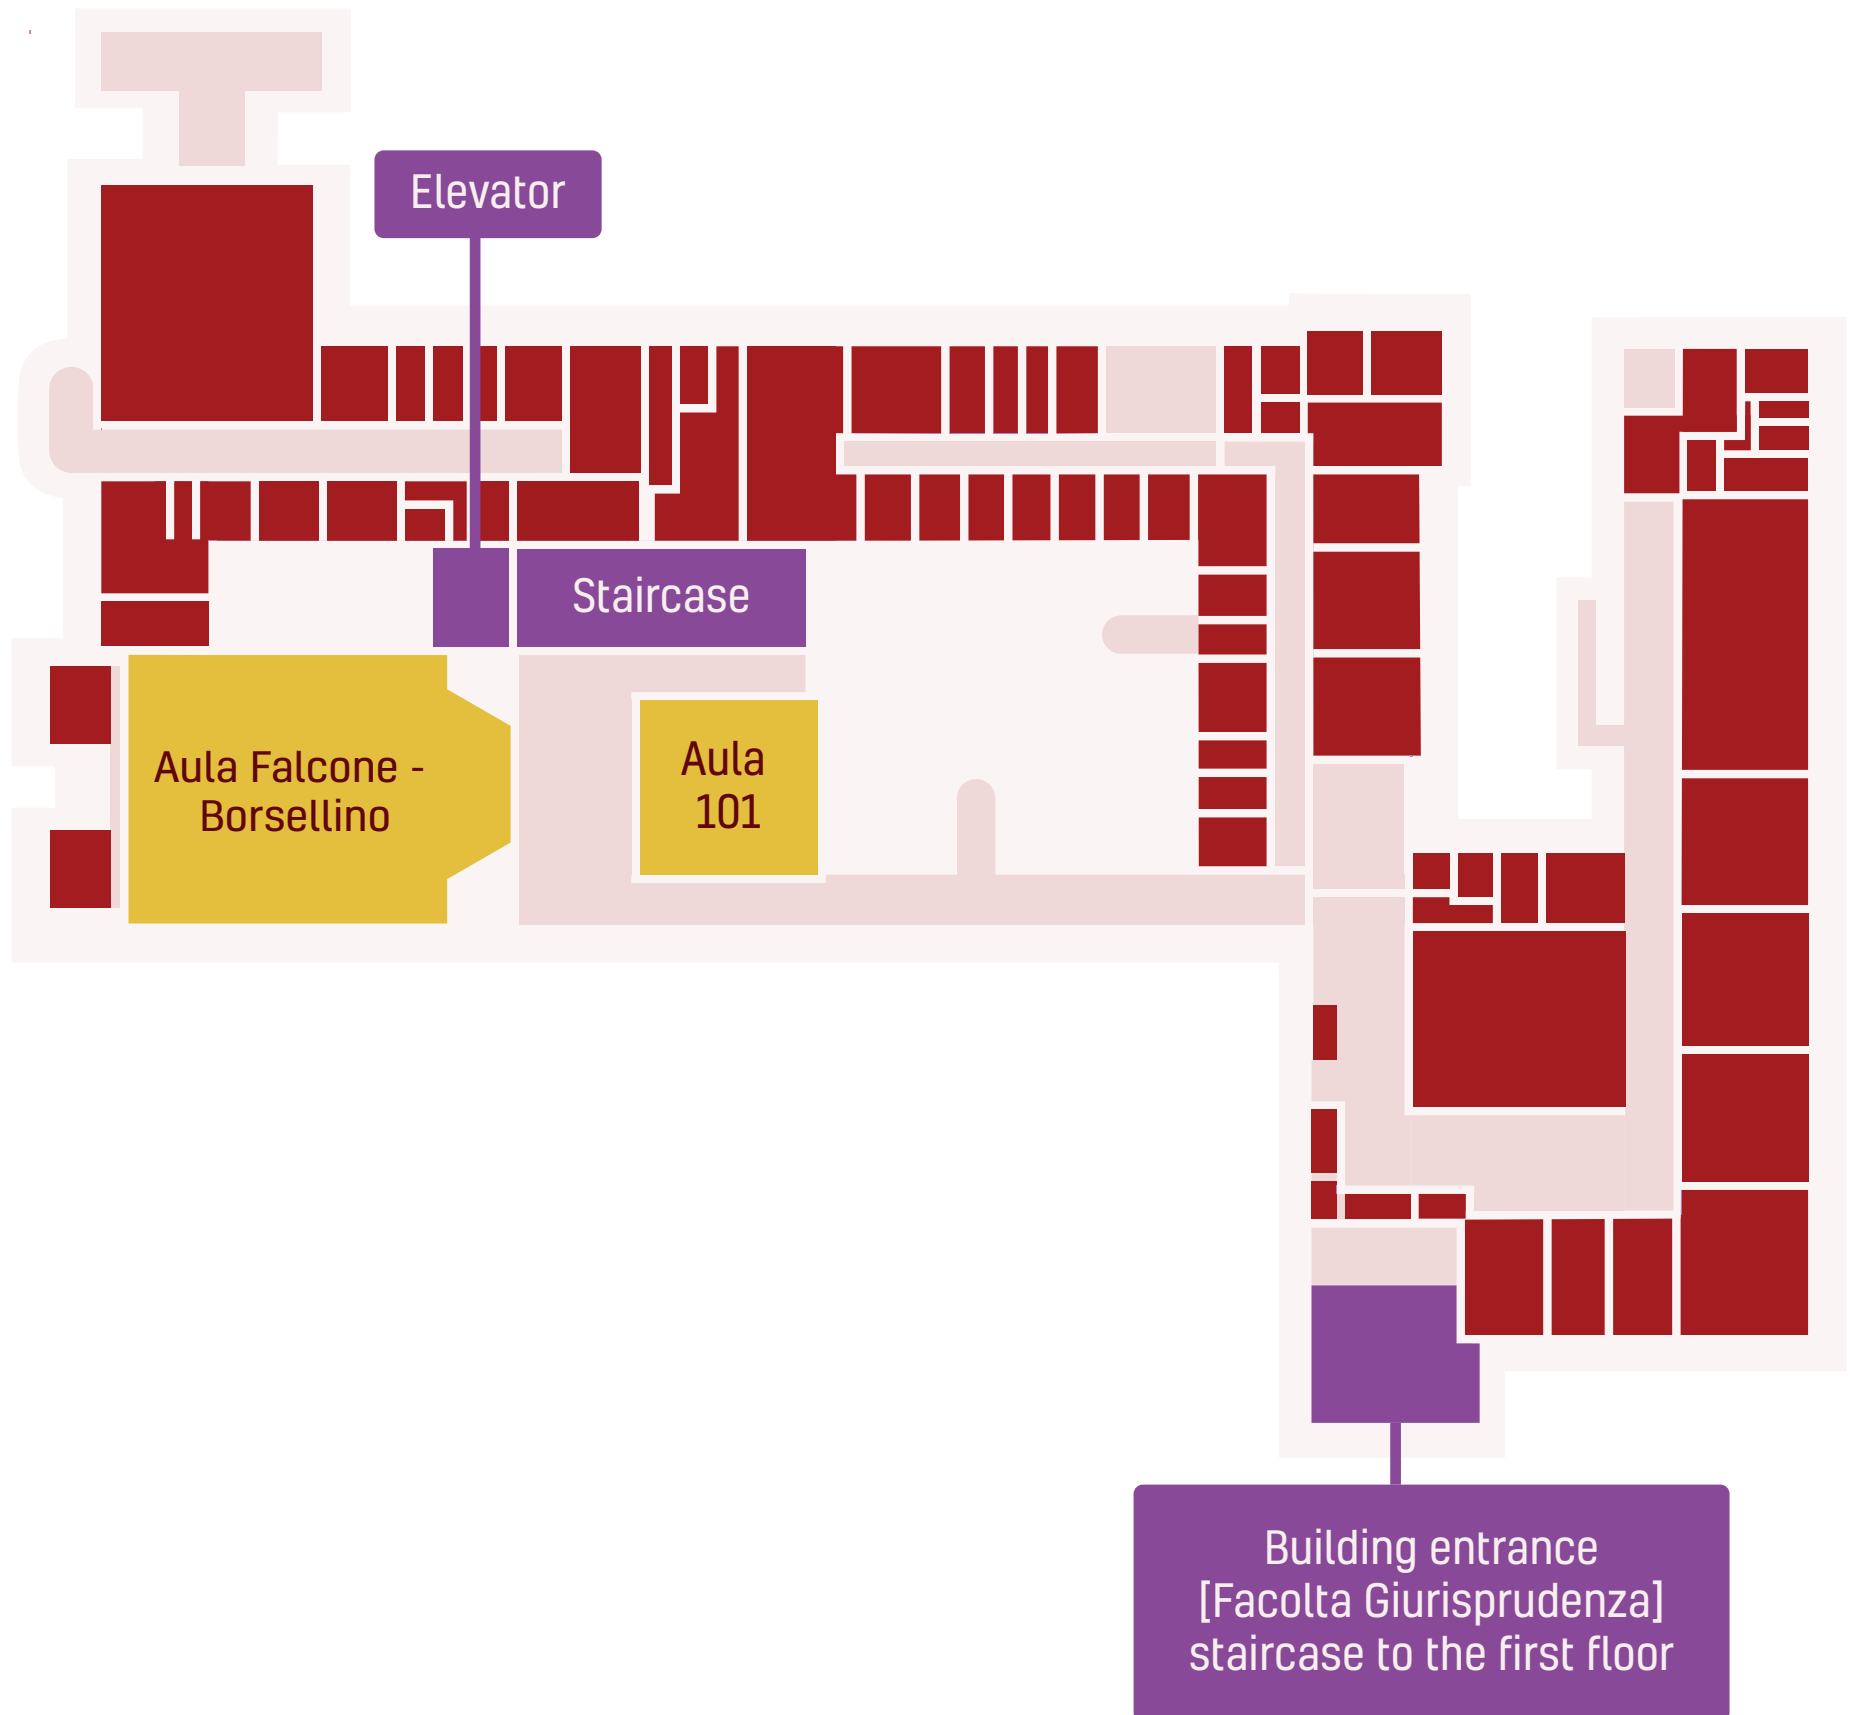 Elevator
Staircase
Aula Falcone -
Borsellino
Aula
101
Building entrance
[Facolta Giurisprudenza]
staircase to the first floor